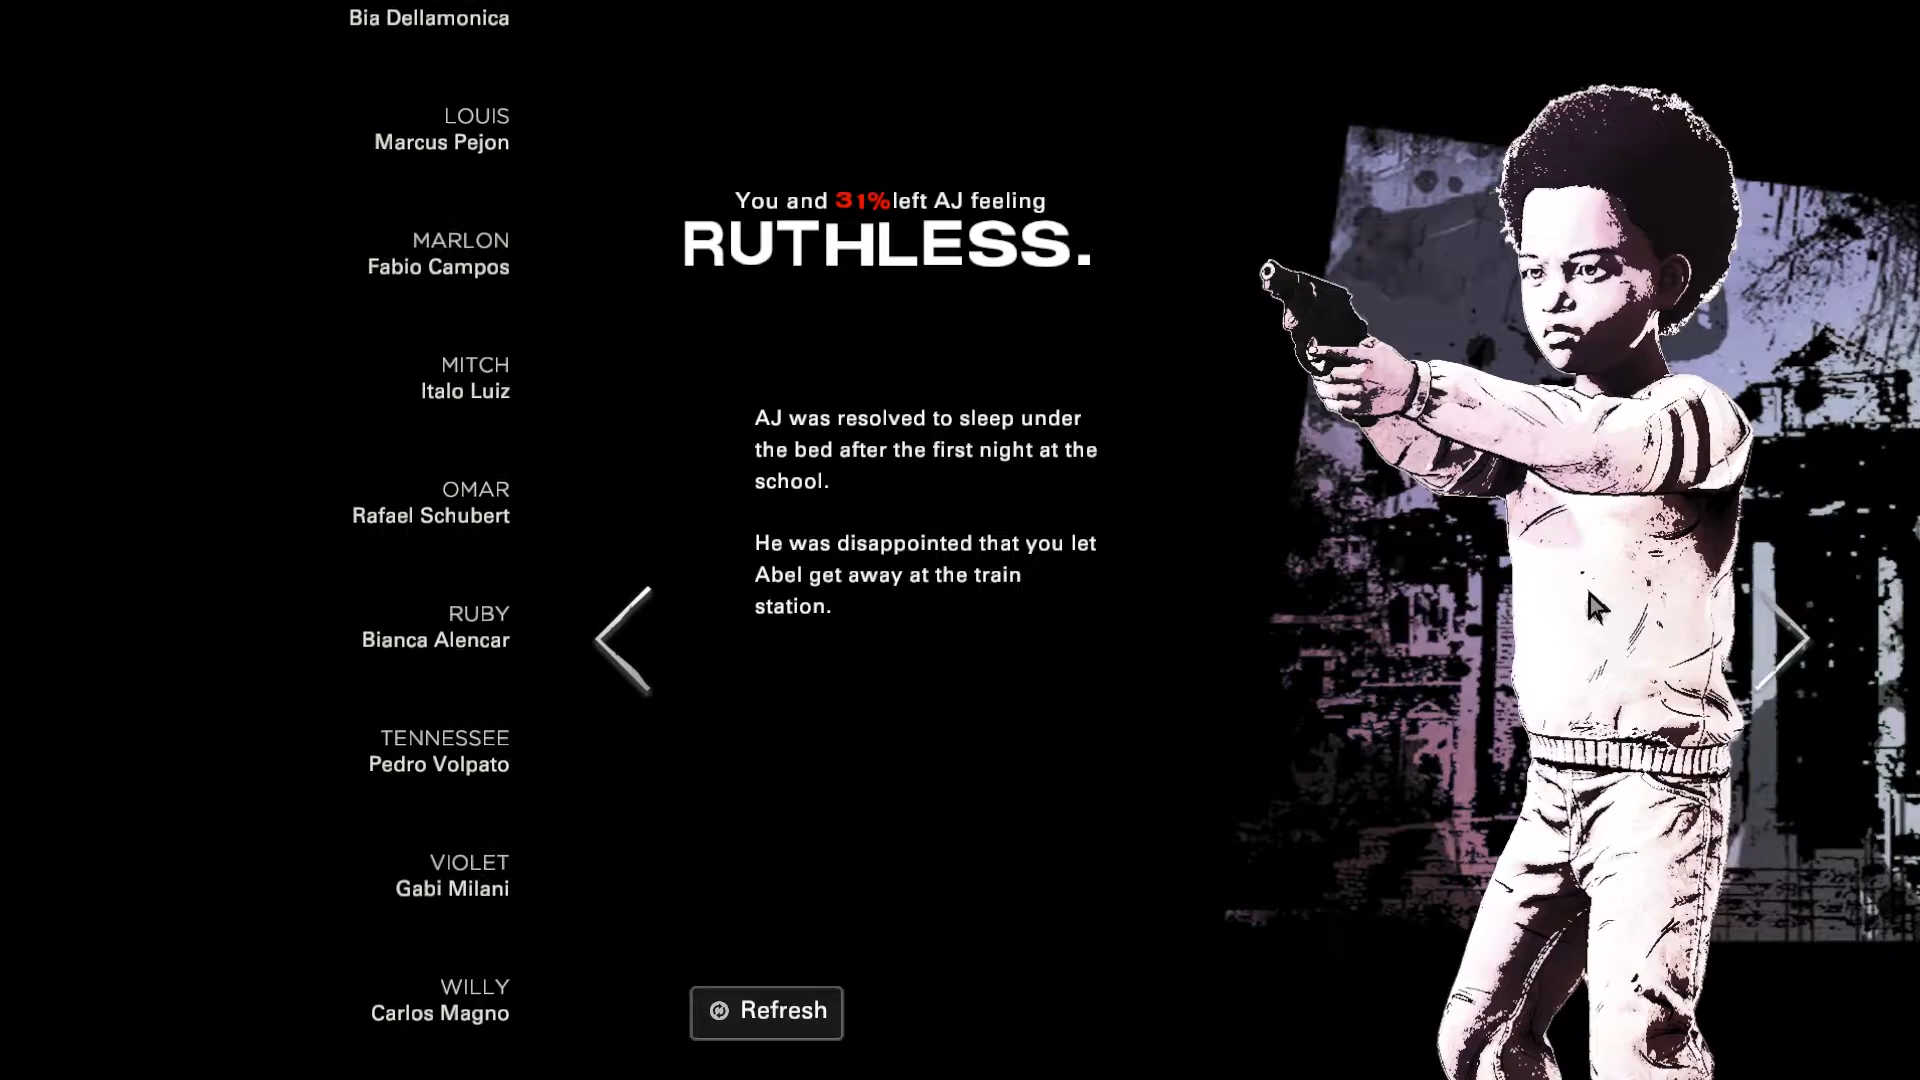 Bia Dellamonica
LOUIS
Marcus Pejon
MARLON
Fabio Campos
MITCH
Italo Luiz
OMAR
Rafael Schubert
RUBY
Bianca Alencar
TENNESSEE
Pedro Volpato
VIOLET
Gabi Milani
WILLY
Carlos Magno
You and 31%left AJ feeling
RUTHLESS.
AJ was resolved to sleep under
the bed after the first night at the
school.
He was disappointed that you let
Abel get away at the train
station.
Refresh